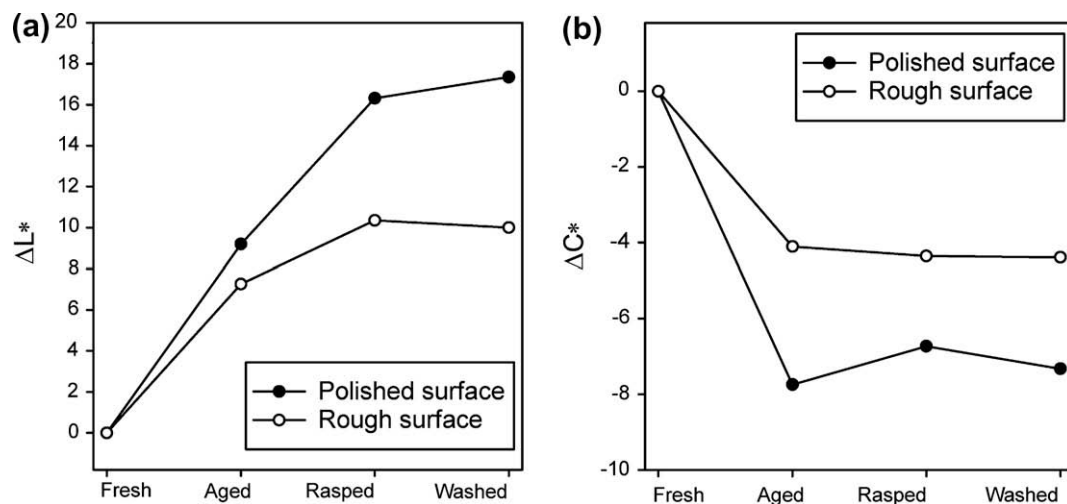 (a)
20
18
16
14
12
10
8
6
4
2
0
ΔL*
Polished surface
Rough surface
Fresh Aged Rasped Washed
(b)
0
-2
-4
-6
-8
-10
ΔC*
Polished surface
Rough surface
Fresh Aged Rasped Washed